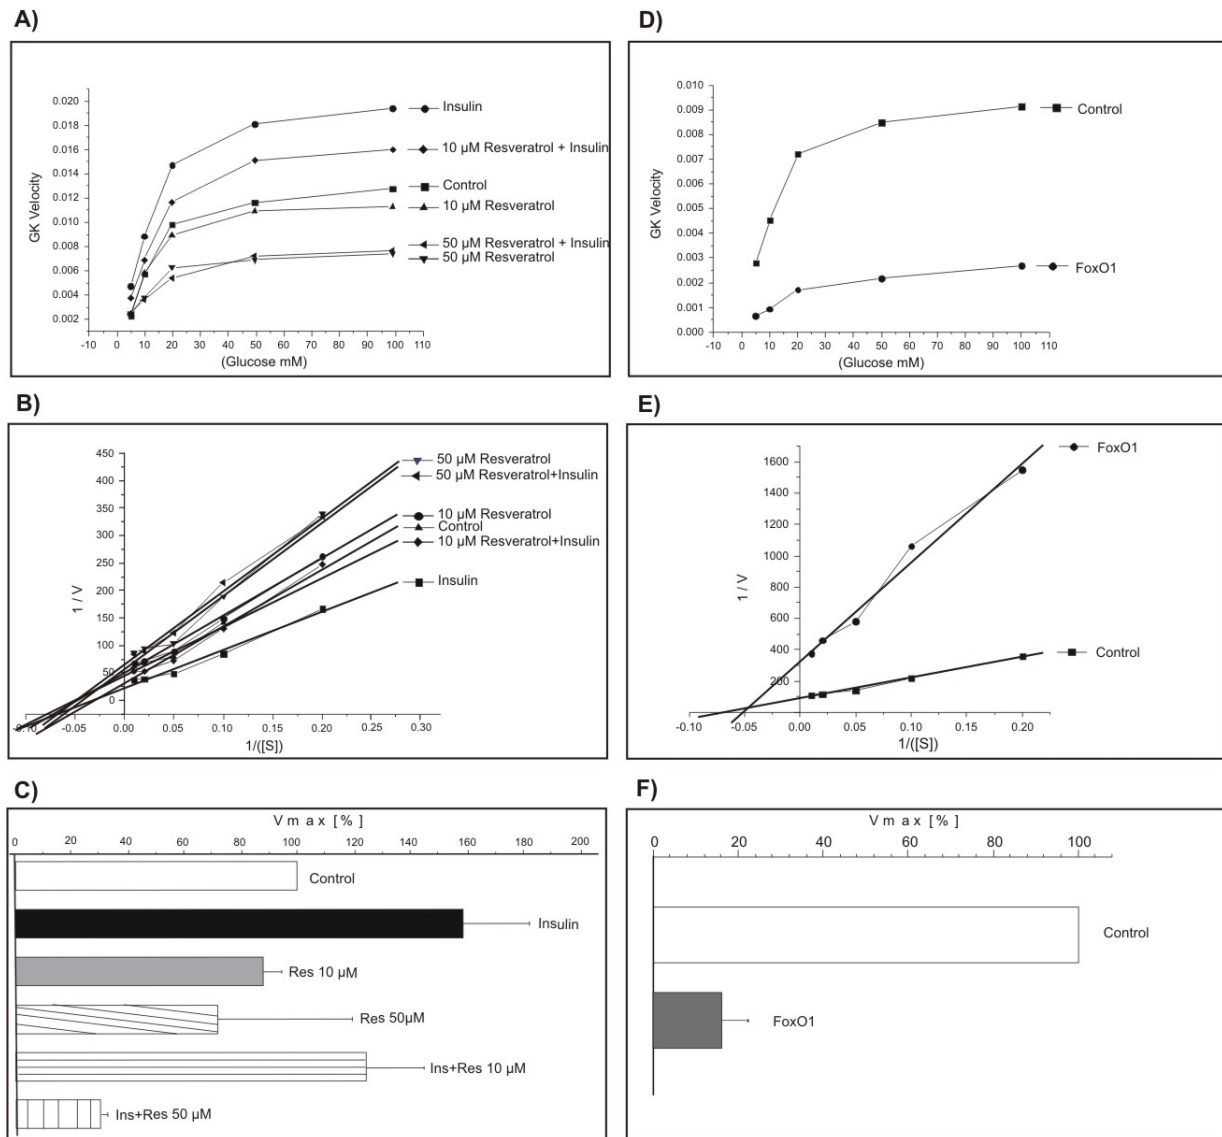 A)
0.020
0.018
0.016
0.014
0.012
0.010
0.008
0.006
0.004
0.002
GK Velocity
-10 0 5 10 20 30 40 50 60 70 80 90 100 110
(Glucose mM)
Insulin
10 µM Resveratrol + Insulin
Control
10 µM Resveratrol
50 µM Resveratrol + Insulin
50 µM Resveratrol
D)
0.010
0.009
0.008
0.007
0.006
0.005
0.004
0.003
0.002
0.001
0.000
GK Velocity
-10 0 5 10 20 30 40 50 60 70 80 90 100 110
(Glucose mM)
Control
FoxO1
B)
450
400
350
300
250
200
150
100
50
0
1 / V
-0.10 -0.05 0.00 0.05 0.10 0.15 0.20 0.25 0.30
1/([S])
50 µM Resveratrol
50 µM Resveratrol+Insulin
10 µM Resveratrol
Control
10 µM Resveratrol+Insulin
Insulin
E)
1600
1400
1200
1000
800
600
400
200
1 / V
-0.10 -0.05 0.00 0.05 0.10 0.15 0.20
1/([S])
FoxO1
Control
C)
Vmax [%]
0 20 40 60 80 100 120 140 160 180 200
Control
Insulin
Res 10 µM
Res 50µM
Ins+Res 10 µM
Ins+Res 50 µM
F)
Vmax [%]
0 20 40 60 80 100
Control
FoxO1